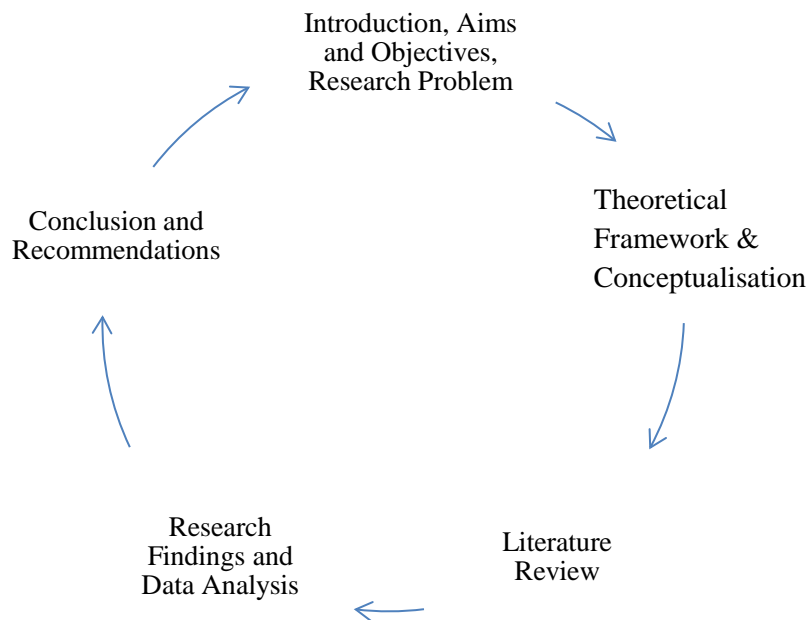 Introduction, Aims
and Objectives,
Research Problem
Theoretical
Framework &
Conceptualisation
Literature
Review
Research
Findings and
Data Analysis
Conclusion and
Recommendations